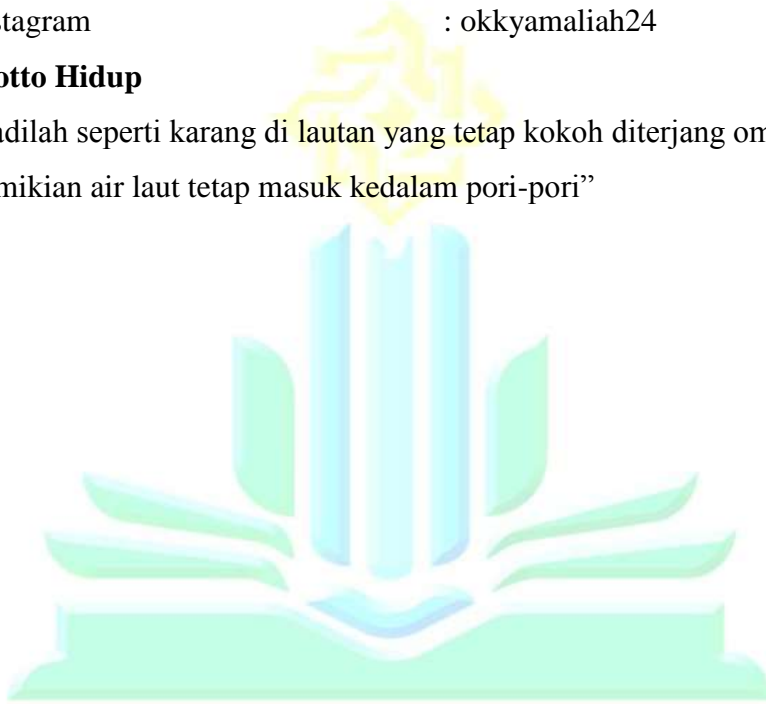 stagram : okkyamaliah24
otto Hidup
adilah seperti karang di lautan yang tetap kokoh diterjang om
mikian air laut tetap masuk kedalam pori-pori”